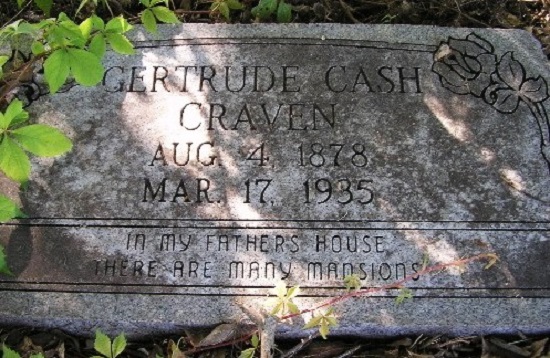 GERTRUDE CASH
CRAVEN
AUG. 4, 1878
MAR. 17, 1935
IN MY FATHERS HOUSE
THERE ARE MANY MANSIONS